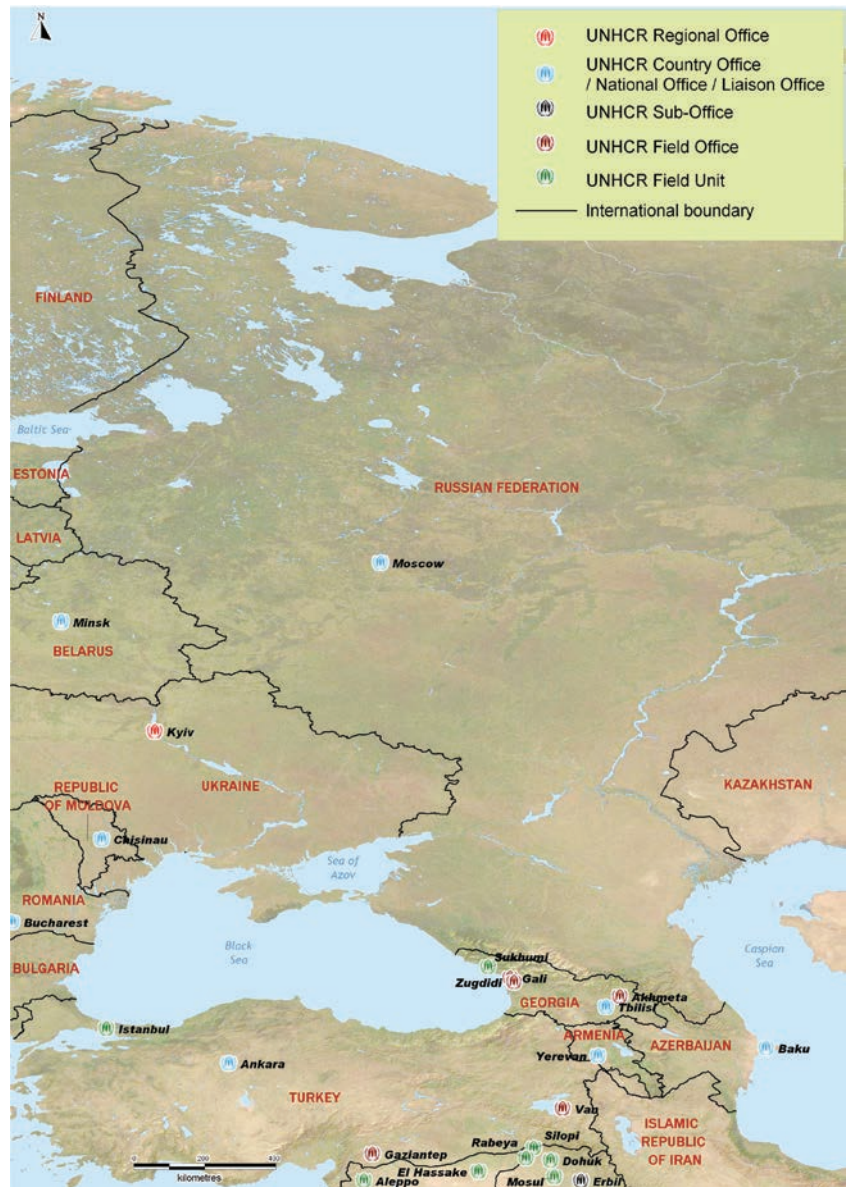 N
UNHCR Regional Office
UNHCR Country Office
/ National Office / Liaison Office
UNHCR Sub-Office
UNHCR Field Office
UNHCR Field Unit
International boundary
FINLAND
Baltic Sea
ESTONIA
RUSSIAN FEDERATION
LATVIA
Moscow
Minsk
BELARUS
Kyiv
REPUBLIC
OF MOLDOVA
UKRAINE
KAZAKHSTAN
Chisinau
Sea of
Azov
ROMANIA
Bucharest
Black
Sea
Caspian
Sea
BULGARIA
Sukhumi
Zugdidi
Gali
GEORGIA
Akhmeta
Tbilisi
Istanbul
ARMENIA
AZERBAIJAN
Baku
Yerevan
Ankara
TURKEY
Van
ISLAMIC
REPUBLIC
OF IRAN
Silopi
Rabeya
Gaziantep
El Hassake
Dohuk
Aleppo
Mosul
Erbil
0 200 400
kilometres